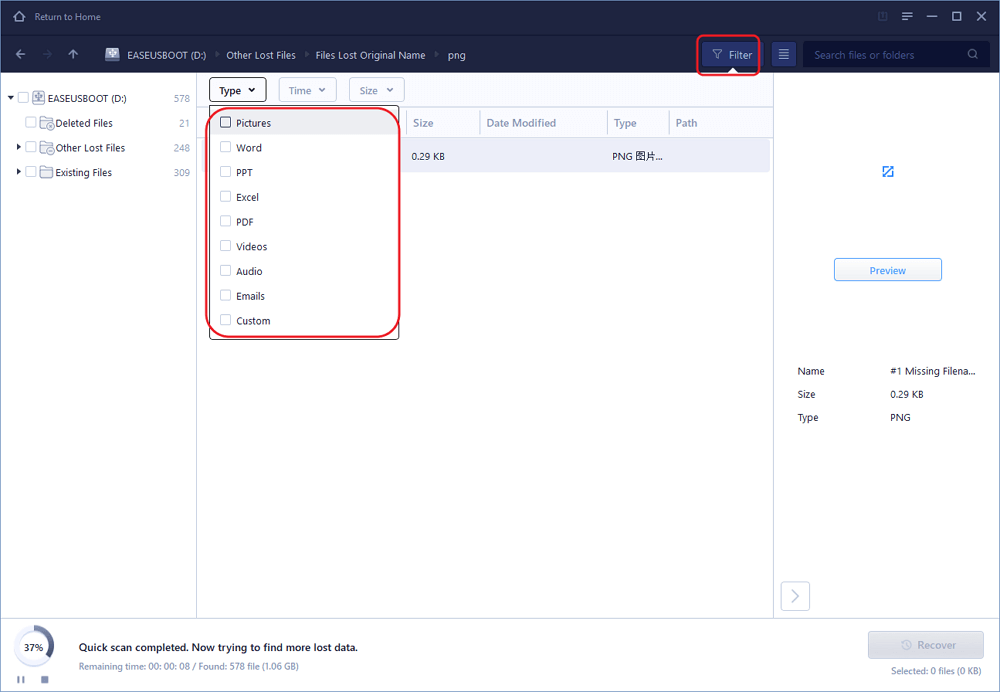 Return to Home
EASEUSBOOT (D:) Other Lost Files Files Lost Original Name png
Filter
Search files or folders
EASEUSBOOT (D:) 578
Deleted Files 21
Other Lost Files 248
Existing Files 309
Type Time Size
Size Date Modified Type Path
Pictures
Word
PPT
Excel
PDF
Videos
Audio
Emails
Custom
0.29 KB PNG 图片...
Preview
Name #1 Missing Filena...
Size 0.29 KB
Type PNG
37%
Quick scan completed. Now trying to find more lost data.
Remaining time: 00: 00: 08 / Found: 578 file (1.06 GB)
Recover
Selected: 0 files (0 KB)